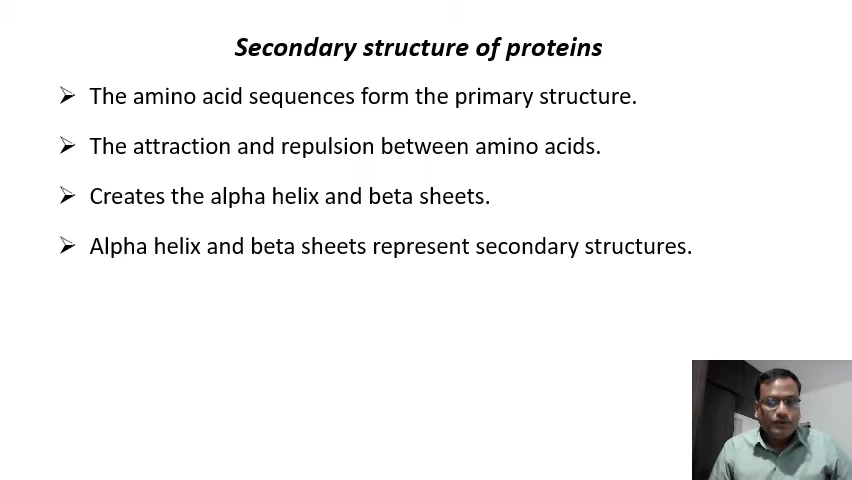 Secondary structure of proteins
➢ The amino acid sequences form the primary structure.
➢ The attraction and repulsion between amino acids.
➢ Creates the alpha helix and beta sheets.
➢ Alpha helix and beta sheets represent secondary structures.